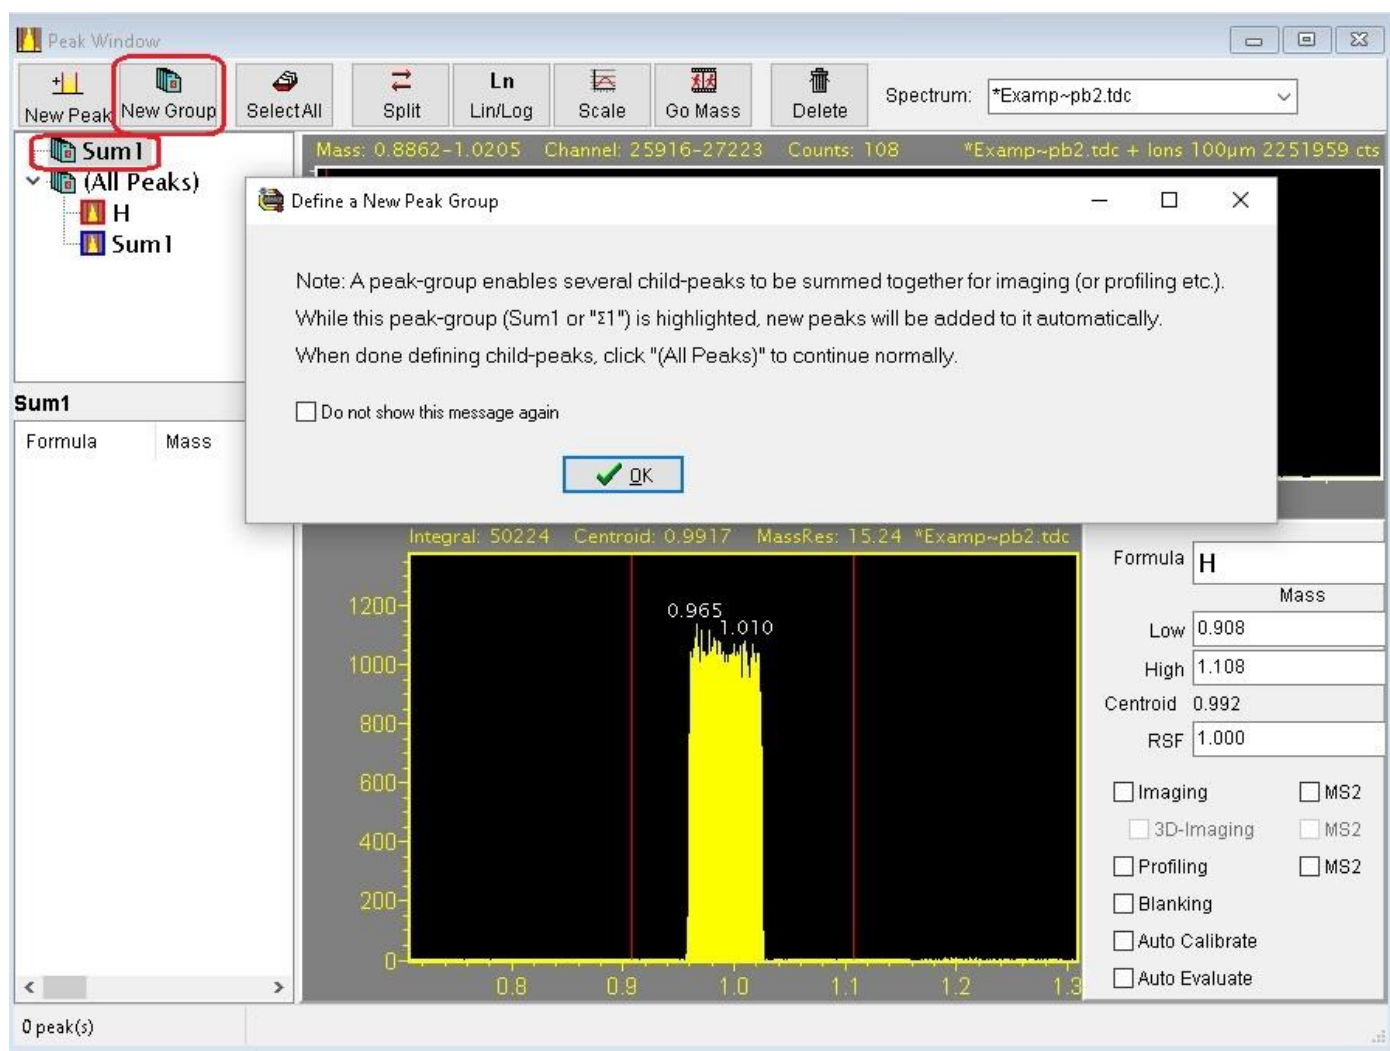 Peak Window
New Peak
New Group
Select All
Split
Ln
Lin/Log
Scale
Go Mass
Delete
Spectrum:
*Examp~pb2.tdc
Sum1
(All Peaks)
H
Sum1
Mass: 0.8862-1.0205 Channel: 25916-27223 Counts: 108 *Examp~pb2.tdc + Ions 100µm 2251959 cts
Define a New Peak Group
Note: A peak-group enables several child-peaks to be summed together for imaging (or profiling etc.).
While this peak-group (Sum1 or "Σ1") is highlighted, new peaks will be added to it automatically.
When done defining child-peaks, click "(All Peaks)" to continue normally.
Do not show this message again
OK
Sum1
Formula Mass
Integral: 50224 Centroid: 0.9917 MassRes: 15.24 *Examp~pb2.tdc
1200
1000
800
600
400
200
0
0.965
1.010
0.8 0.9 1.0 1.1 1.2 1.3
Formula H
Mass
Low 0.908
High 1.108
Centroid 0.992
RSF 1.000
Imaging MS2
3D-Imaging MS2
Profiling MS2
Blanking
Auto Calibrate
Auto Evaluate
0 peak(s)